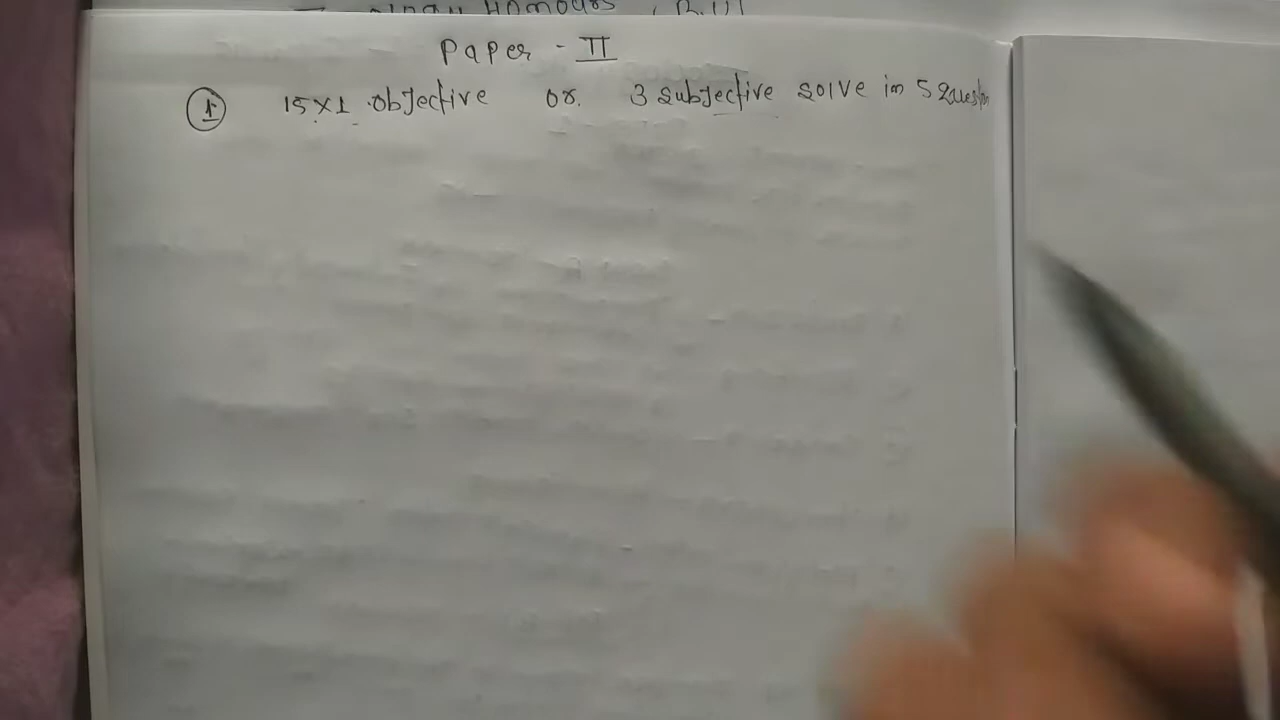 Paper - II
① 15×1 objective or 3 subjective solve in 5 Question